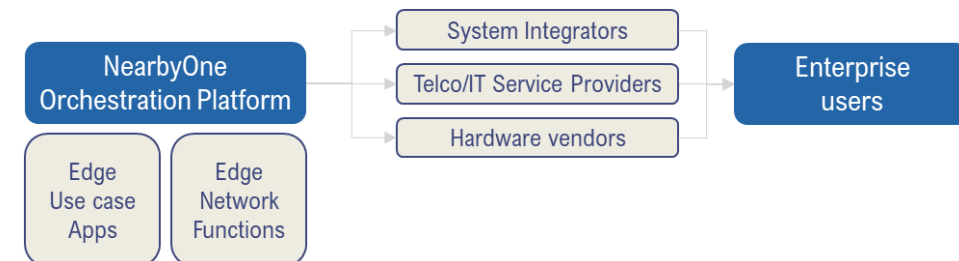 NearbyOne
Orchestration Platform
Edge
Use case
Apps
Edge
Network
Functions
System Integrators
Telco/IT Service Providers
Hardware vendors
Enterprise
users